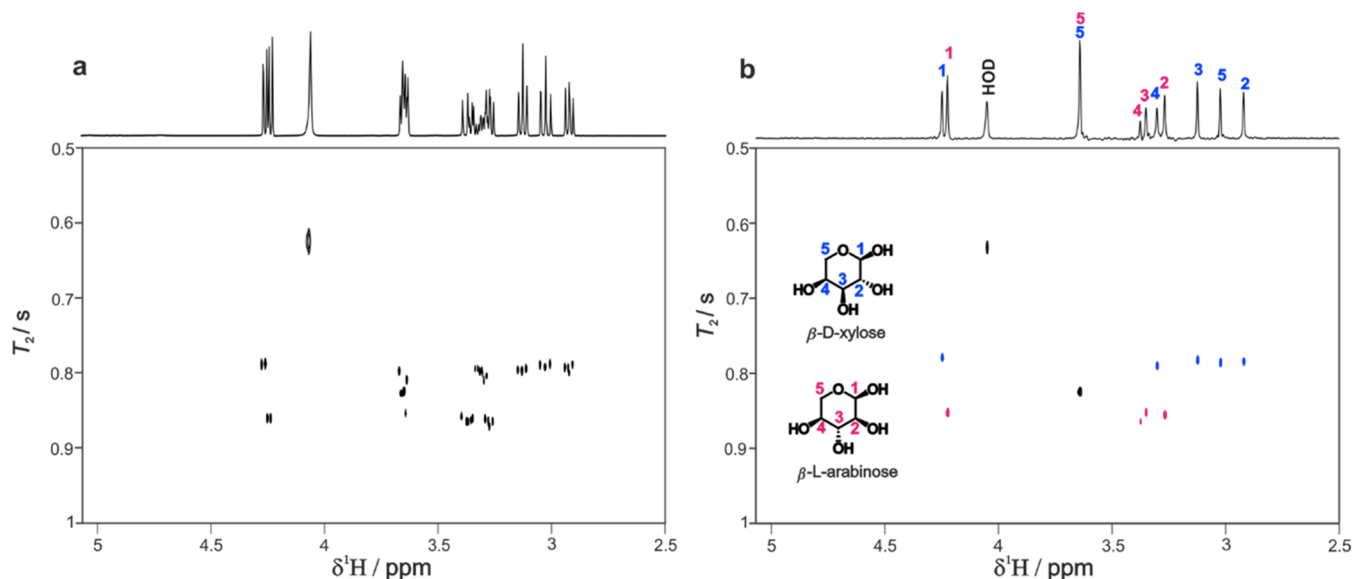 a
0.5
0.6
0.7
0.8
0.9
1
T2 / s
5
4.5
4
3.5
3
2.5
δ¹H / ppm
b
1
1
HOD
5
5
4
3
4
2
3
5
2
0.5
0.6
0.7
0.8
0.9
1
T2 / s
5 O 1 OH
3
HO 4 2 OH
OH
β-D-xylose
5 O 1 OH
3
HO 4 2 OH
OH
β-L-arabinose
5
4.5
4
3.5
3
2.5
δ¹H / ppm